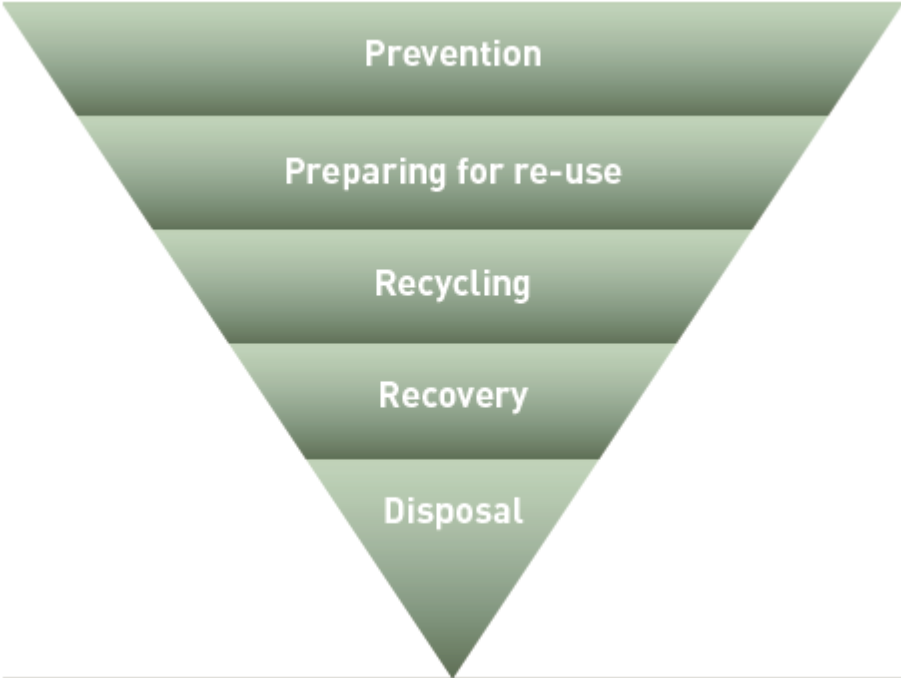 Prevention
Preparing for re-use
Recycling
Recovery
Disposal